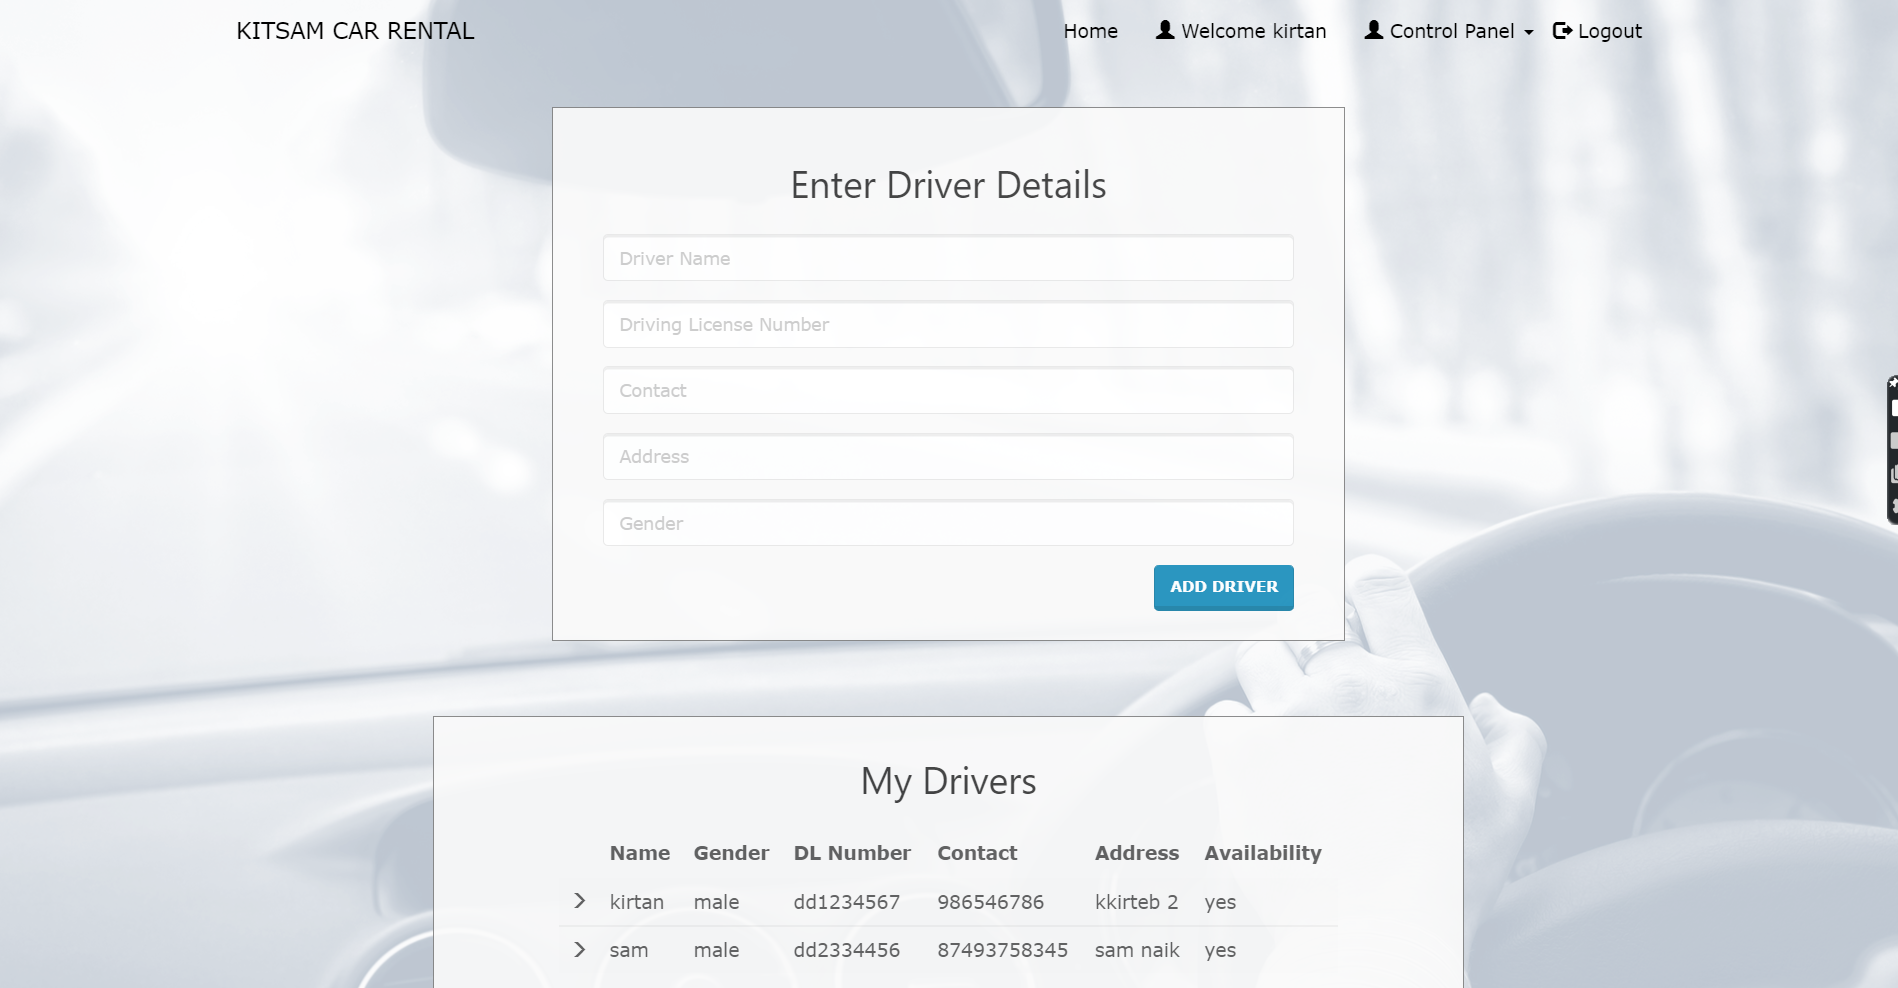 KITSAM CAR RENTAL Home Welcome kirtan Control Panel Logout
Enter Driver Details
Driver Name
Driving License Number
Contact
Address
Gender
ADD DRIVER
My Drivers
Name Gender DL Number Contact Address Availability
kirtan male dd1234567 986546786 kkirteb 2 yes
sam male dd2334456 87493758345 sam naik yes